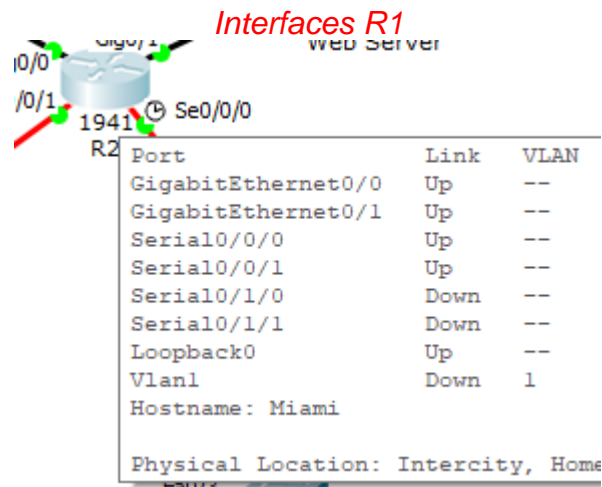 Interfaces R1
Gig0/1
Web Server
g0/0
/0/1
Se0/0/0
1941
R2
Port Link VLAN
GigabitEthernet0/0 Up --
GigabitEthernet0/1 Up --
Serial0/0/0 Up --
Serial0/0/1 Up --
Serial0/1/0 Down --
Serial0/1/1 Down --
Loopback0 Up --
Vlan1 Down 1
Hostname: Miami
Physical Location: Intercity, Home